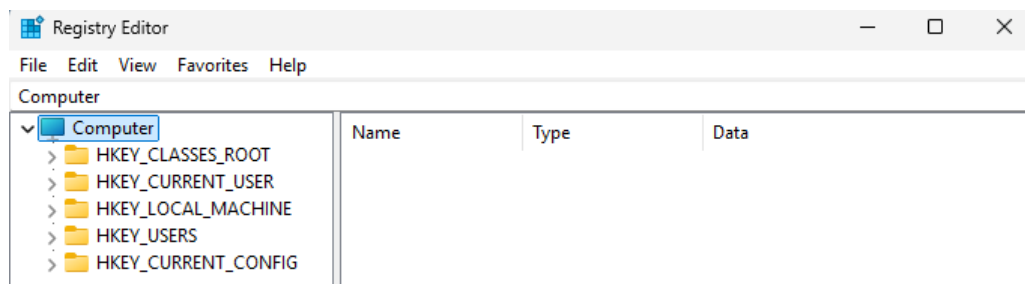 Registry Editor
File Edit View Favorites Help
Computer
Computer
HKEY_CLASSES_ROOT
HKEY_CURRENT_USER
HKEY_LOCAL_MACHINE
HKEY_USERS
HKEY_CURRENT_CONFIG
Name Type Data